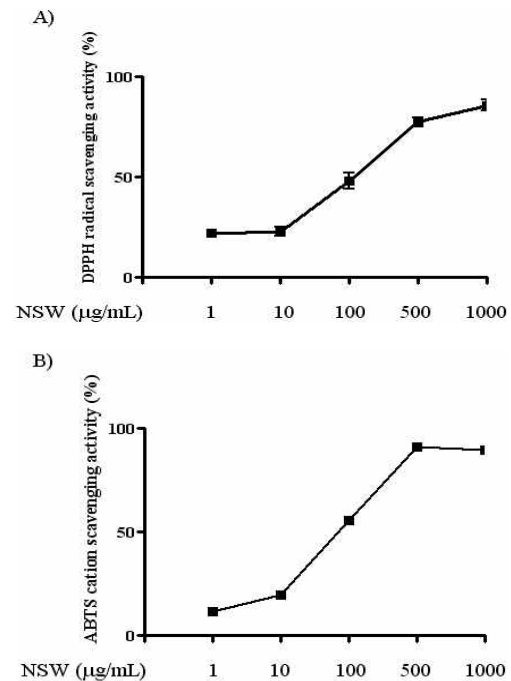 A)
DPPH radical scavenging activity (%)
100
50
0
NSW (µg/mL) 1 10 100 500 1000
B)
ABTS cation scavenging activity (%)
100
50
0
NSW (µg/mL) 1 10 100 500 1000